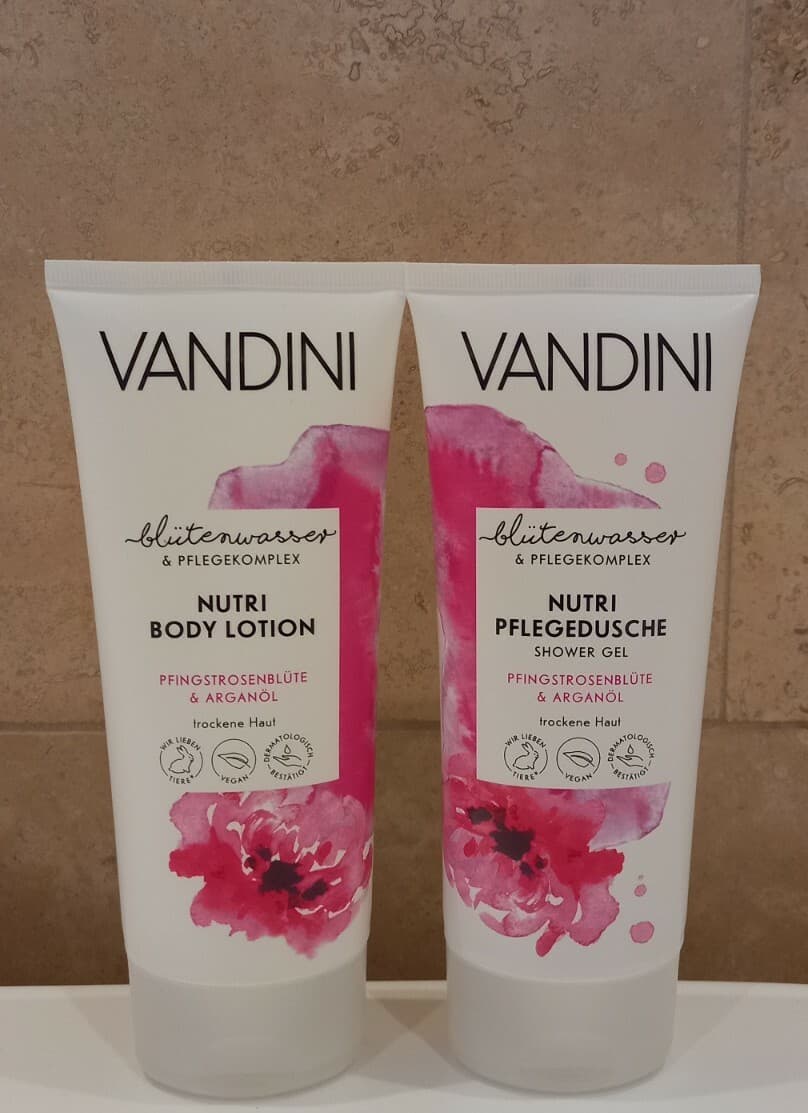 VANDINI
blütenwasser
& PFLEGEKOMPLEX
NUTRI
BODY LOTION
PFINGSTROSENBLÜTE
& ARGANÖL
trockene Haut
WIR LIEBEN TIERE*
VEGAN
DERMATOLOGISCH BESTÄTIGT
VANDINI
blütenwasser
& PFLEGEKOMPLEX
NUTRI
PFLEGEDUSCHE
SHOWER GEL
PFINGSTROSENBLÜTE
& ARGANÖL
trockene Haut
WIR LIEBEN TIERE*
VEGAN
DERMATOLOGISCH BESTÄTIGT